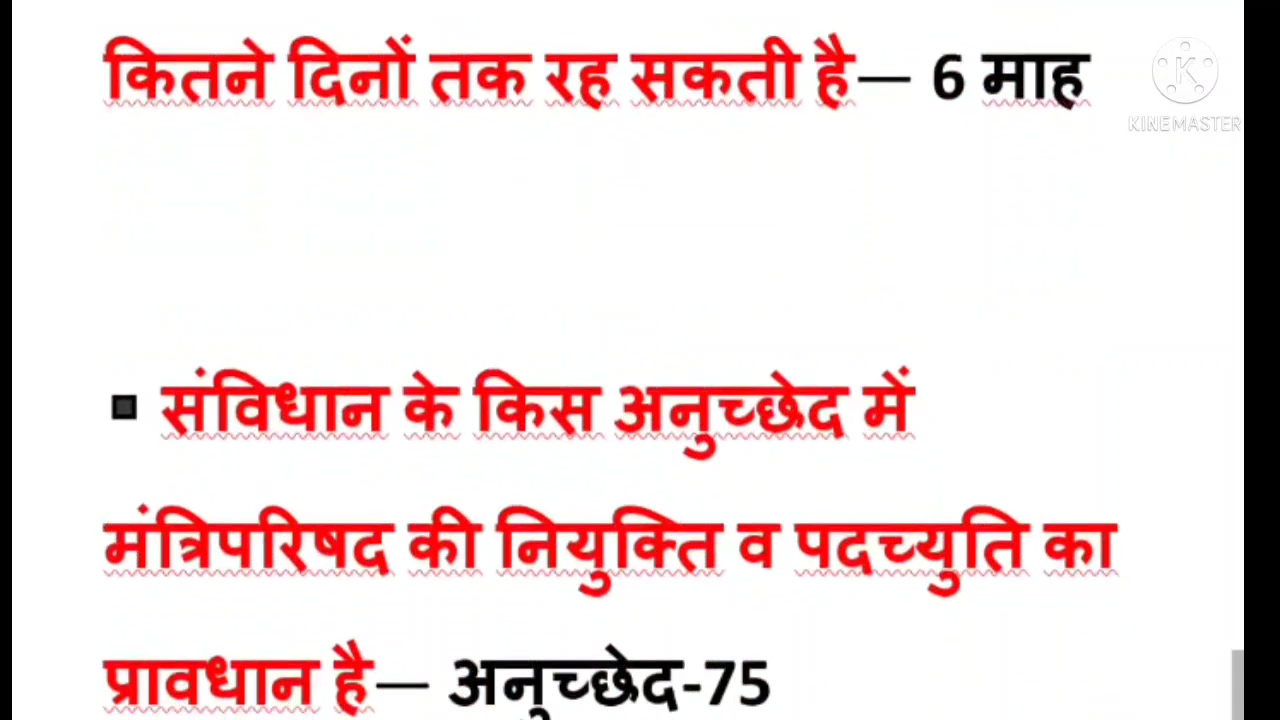 कितने दिनों तक रह सकती है— 6 माह
KINEMASTER
▪ संविधान के किस अनुच्छेद में
मंत्रिपरिषद की नियुक्ति व पदच्युति का
प्रावधान है— अनुच्छेद-75